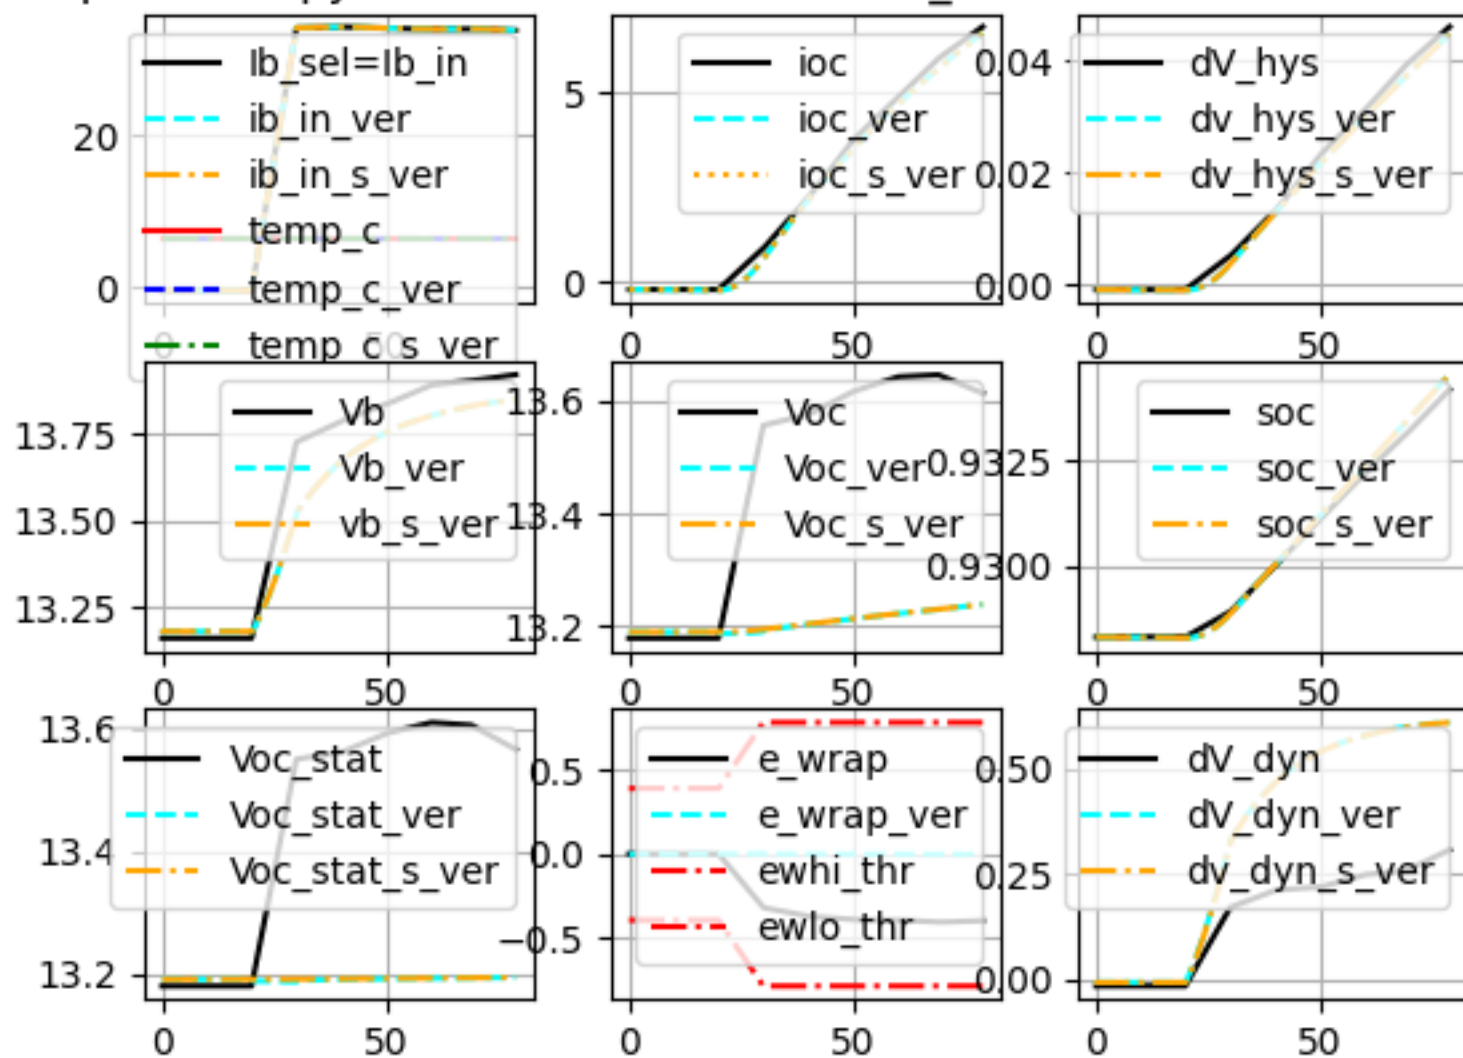 Ib_sel=Ib_in
ib_in_ver
ib_in_s_ver
temp_c
temp_c_ver
temp_c_s_ver
20
0
0
50
ioc
ioc_ver
ioc_s_ver
5
0
0
50
dV_hys
dv_hys_ver
dv_hys_s_ver
0.04
0.02
0.00
0
50
Vb
Vb_ver
vb_s_ver
13.75
13.50
13.25
0
50
Voc
Voc_ver
Voc_s_ver
13.6
13.4
13.2
0
50
soc
soc_ver
soc_s_ver
0.9325
0.9300
0
50
Voc_stat
Voc_stat_ver
Voc_stat_s_ver
13.6
13.4
13.2
0
50
e_wrap
e_wrap_ver
ewhi_thr
ewlo_thr
0.5
0.0
−0.5
0
50
dV_dyn
dV_dyn_ver
dv_dyn_s_ver
0.50
0.25
0.00
0
50